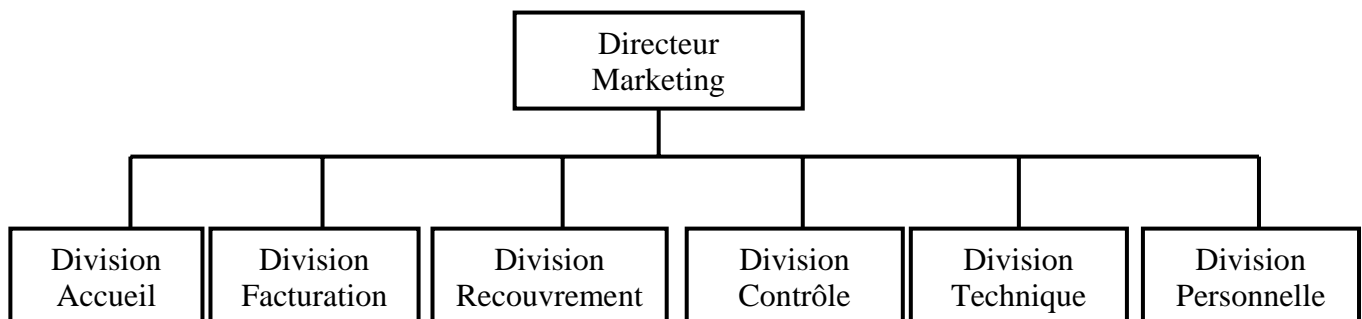 Directeur
Marketing
Division
Accueil
Division
Facturation
Division
Recouvrement
Division
Contrôle
Division
Technique
Division
Personnelle